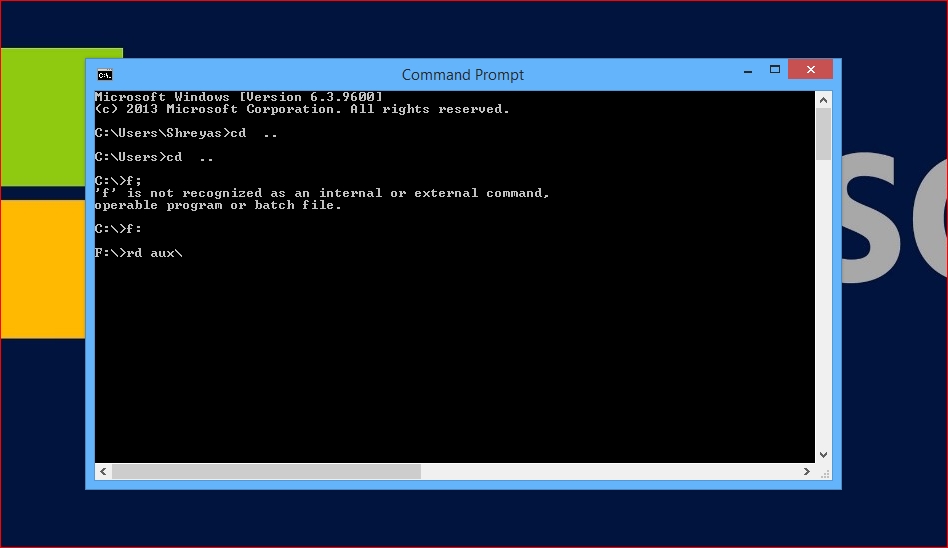 C:\.
Command Prompt
Microsoft Windows [Version 6.3.9600]
(c) 2013 Microsoft Corporation. All rights reserved.
C:\Users\Shreyas>cd  ..
C:\Users>cd  ..
C:\>f;
'f' is not recognized as an internal or external command,
operable program or batch file.
C:\>f:
F:\>rd aux\